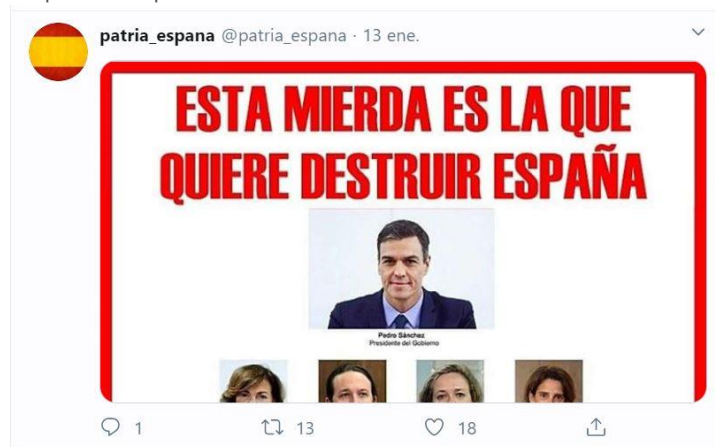 patria_espana @patria_espana · 13 ene.
ESTA MIERDA ES LA QUE
QUIERE DESTRUIR ESPAÑA
Pedro Sánchez
Presidente del Gobierno
1 13 18